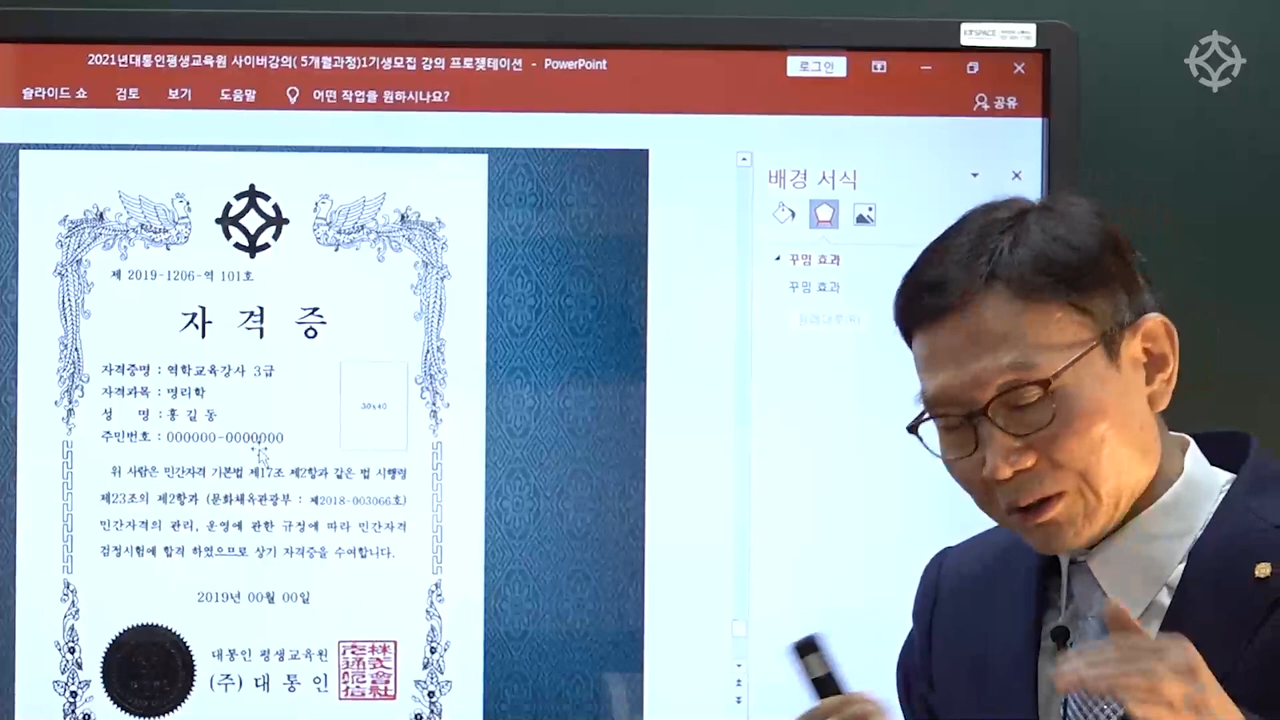 2021년대통인평생교육원 사이버강의( 5개월과정)1기생모집 강의 프로젲테이션 - PowerPoint
로그인
슬라이드 쇼 검토 보기 도움말 어떤 작업을 원하시나요?
공유
배경 서식
꾸밈 효과
꾸밈 효과
제 2019-1206-역 101호
자 격 증
자격증명 : 역학교육강사 3급
자격과목 : 명리학
성 명 : 홍 길 동
주민번호 : 000000-0000000
30x40
위 사람은 민간자격 기본법 제17조 제2항과 같은 법 시행령
제23조의 제2항과 (문화체육관광부 : 제2018-003066호)
민간자격의 관리, 운영에 관한 규정에 따라 민간자격
검정시험에 합격 하였으므로 상기 자격증을 수여합니다.
2019년 00월 00일
대통인 평생교육원
(주) 대 통 인